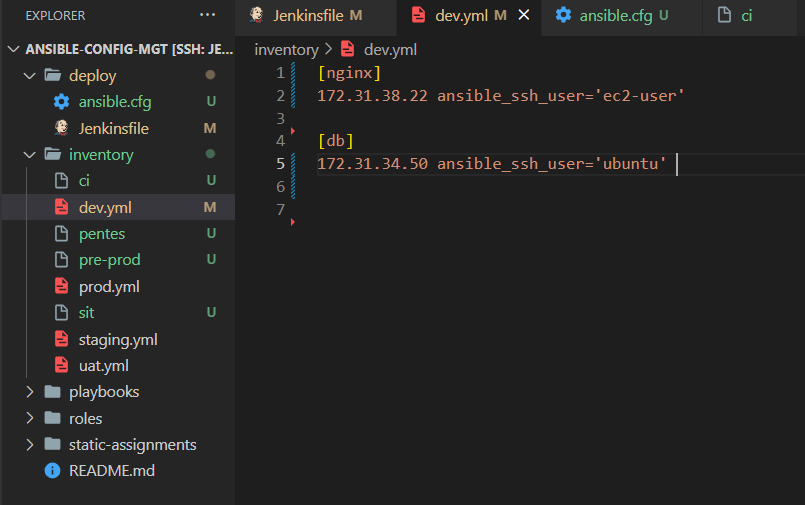 EXPLORER ...
ANSIBLE-CONFIG-MGT [SSH: JE...
deploy
ansible.cfg U
Jenkinsfile M
inventory
ci U
dev.yml M
pentes U
pre-prod U
prod.yml
sit U
staging.yml
uat.yml
playbooks
roles
static-assignments
README.md
Jenkinsfile M
dev.yml M
ansible.cfg U
ci
inventory > dev.yml
1 [nginx]
2 172.31.38.22 ansible_ssh_user='ec2-user'
3
4 [db]
5 172.31.34.50 ansible_ssh_user='ubuntu'
6
7